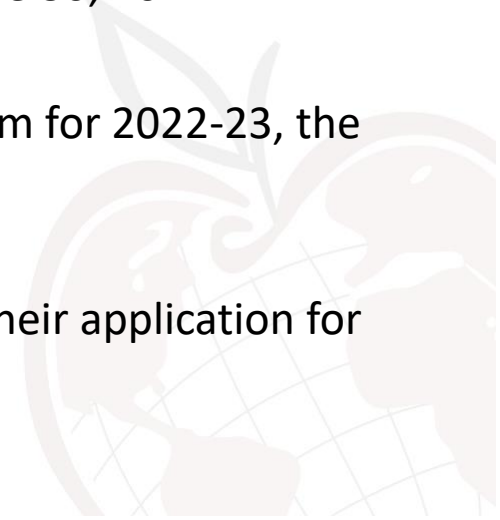 m for 2022-23, the
heir application for